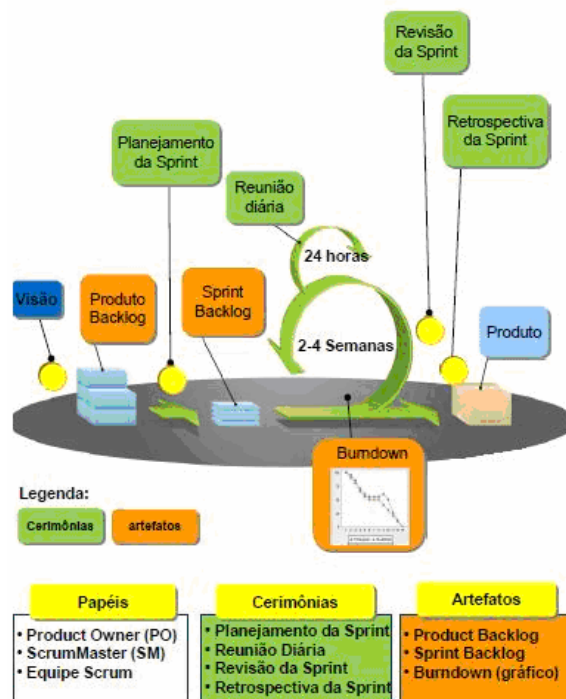 Revisão
da Sprint
Planejamento
da Sprint
Retrospectiva
da Sprint
Reunião
diária
24 horas
Visão
Produto
Backlog
Sprint
Backlog
2-4 Semanas
Produto
Burndown
Legenda:
Cerimônias
artefatos
Papéis
• Product Owner (PO)
• ScrumMaster (SM)
• Equipe Scrum
Cerimônias
• Planejamento da Sprint
• Reunião Diária
• Revisão da Sprint
• Retrospectiva da Sprint
Artefatos
• Product Backlog
• Sprint Backlog
• Burndown (gráfico)